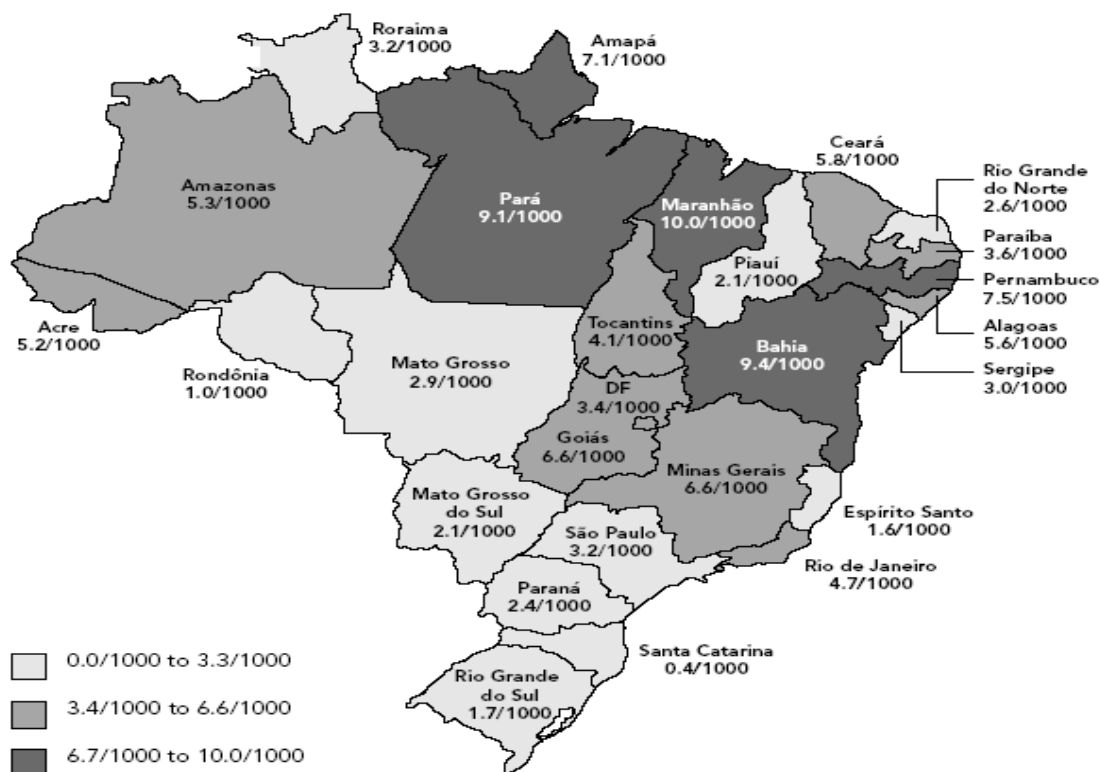 Roraima
3.2/1000
Amapá
7.1/1000
Ceará
5.8/1000
Rio Grande
do Norte
2.6/1000
Amazonas
5.3/1000
Pará
9.1/1000
Maranhão
10.0/1000
Paraíba
3.6/1000
Piauí
2.1/1000
Pernambuco
7.5/1000
Acre
5.2/1000
Tocantins
4.1/1000
Alagoas
5.6/1000
Rondônia
1.0/1000
Mato Grosso
2.9/1000
Bahia
9.4/1000
Sergipe
3.0/1000
DF
3.4/1000
Goiás
6.6/1000
Minas Gerais
6.6/1000
Mato Grosso
do Sul
2.1/1000
São Paulo
3.2/1000
Espírito Santo
1.6/1000
Rio de Janeiro
4.7/1000
Paraná
2.4/1000
Santa Catarina
0.4/1000
Rio Grande
do Sul
1.7/1000
0.0/1000 to 3.3/1000
3.4/1000 to 6.6/1000
6.7/1000 to 10.0/1000